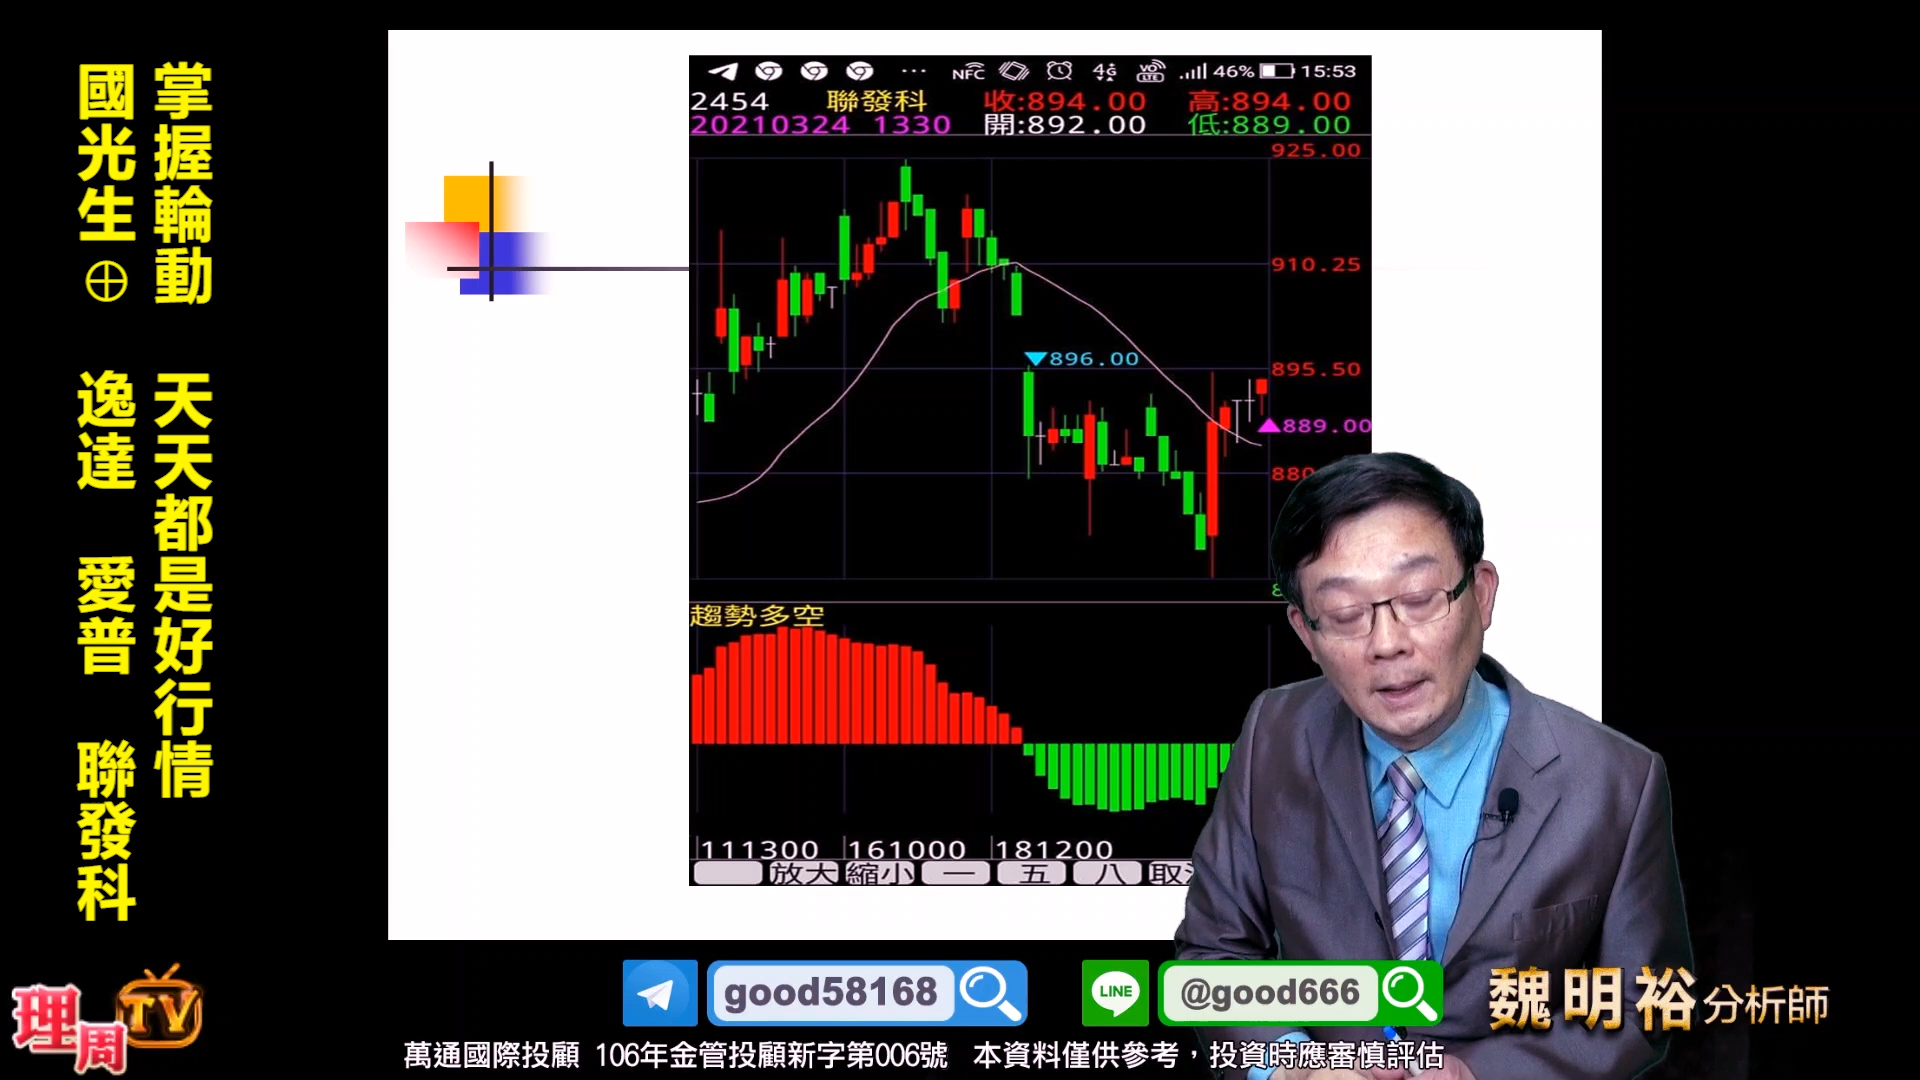 掌握輪動 天天都是好行情
國光生⊕ 逸達 愛普 聯發科
NFC 4G VO LTE 46% 15:53
2454 聯發科 收:894.00 高:894.00
20210324 1330 開:892.00 低:889.00
925.00
910.25
896.00
895.50
889.00
880
8
趨勢多空
111300 161000 181200
放大 縮小 一 五 八 取
理周TV
good58168
LINE @good666
魏明裕分析師
萬通國際投顧 106年金管投顧新字第006號 本資料僅供參考，投資時應審慎評估